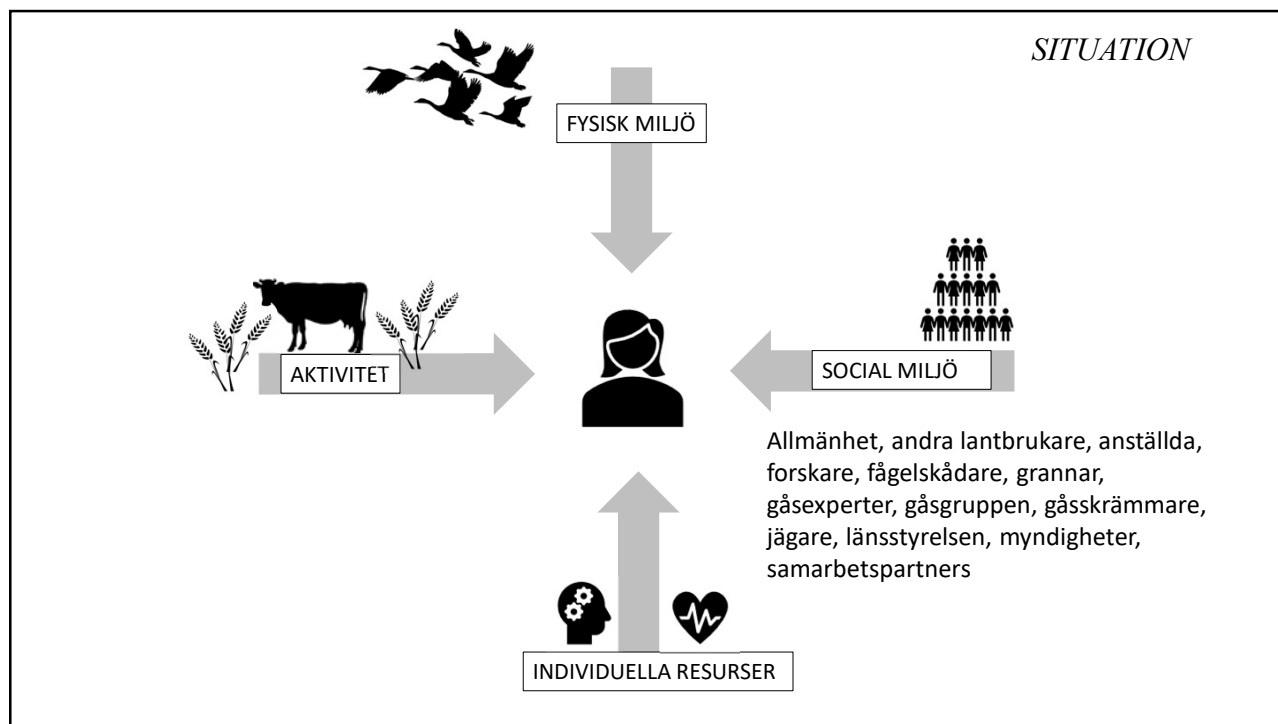 SITUATION
FYSISK MILJÖ
AKTIVITET
SOCIAL MILJÖ
Allmänhet, andra lantbrukare, anställda,
forskare, fågelskådare, grannar,
gåsexperter, gåsgruppen, gåsskrämmare,
jägare, länsstyrelsen, myndigheter,
samarbetspartners
INDIVIDUELLA RESURSER